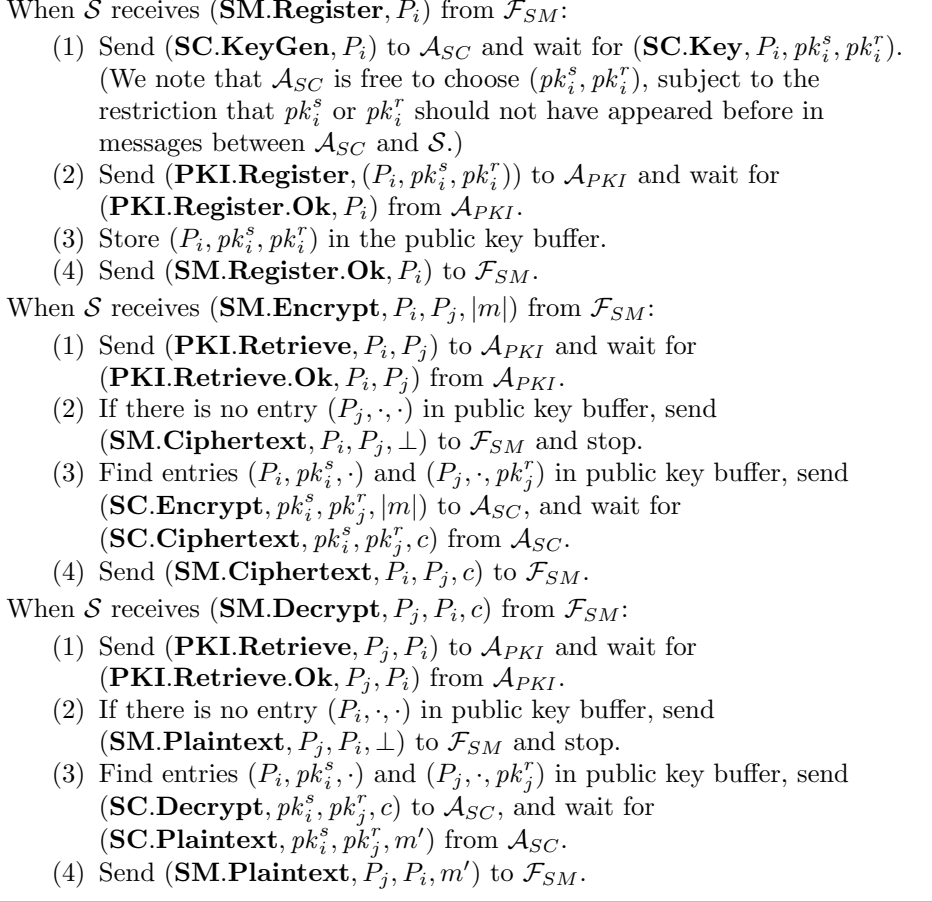 When 𝒮 receives (SM.Register, P_i) from ℱ_SM:
(1) Send (SC.KeyGen, P_i) to 𝒜_SC and wait for (SC.Key, P_i, pk_i^s, pk_i^r).
(We note that 𝒜_SC is free to choose (pk_i^s, pk_i^r), subject to the
restriction that pk_i^s or pk_i^r should not have appeared before in
messages between 𝒜_SC and 𝒮.)
(2) Send (PKI.Register, (P_i, pk_i^s, pk_i^r)) to 𝒜_PKI and wait for
(PKI.Register.Ok, P_i) from 𝒜_PKI.
(3) Store (P_i, pk_i^s, pk_i^r) in the public key buffer.
(4) Send (SM.Register.Ok, P_i) to ℱ_SM.
When 𝒮 receives (SM.Encrypt, P_i, P_j, |m|) from ℱ_SM:
(1) Send (PKI.Retrieve, P_i, P_j) to 𝒜_PKI and wait for
(PKI.Retrieve.Ok, P_i, P_j) from 𝒜_PKI.
(2) If there is no entry (P_j, ·, ·) in public key buffer, send
(SM.Ciphertext, P_i, P_j, ⊥) to ℱ_SM and stop.
(3) Find entries (P_i, pk_i^s, ·) and (P_j, ·, pk_j^r) in public key buffer, send
(SC.Encrypt, pk_i^s, pk_j^r, |m|) to 𝒜_SC, and wait for
(SC.Ciphertext, pk_i^s, pk_j^r, c) from 𝒜_SC.
(4) Send (SM.Ciphertext, P_i, P_j, c) to ℱ_SM.
When 𝒮 receives (SM.Decrypt, P_j, P_i, c) from ℱ_SM:
(1) Send (PKI.Retrieve, P_j, P_i) to 𝒜_PKI and wait for
(PKI.Retrieve.Ok, P_j, P_i) from 𝒜_PKI.
(2) If there is no entry (P_i, ·, ·) in public key buffer, send
(SM.Plaintext, P_j, P_i, ⊥) to ℱ_SM and stop.
(3) Find entries (P_i, pk_i^s, ·) and (P_j, ·, pk_j^r) in public key buffer, send
(SC.Decrypt, pk_i^s, pk_j^r, c) to 𝒜_SC, and wait for
(SC.Plaintext, pk_i^s, pk_j^r, m′) from 𝒜_SC.
(4) Send (SM.Plaintext, P_j, P_i, m′) to ℱ_SM.